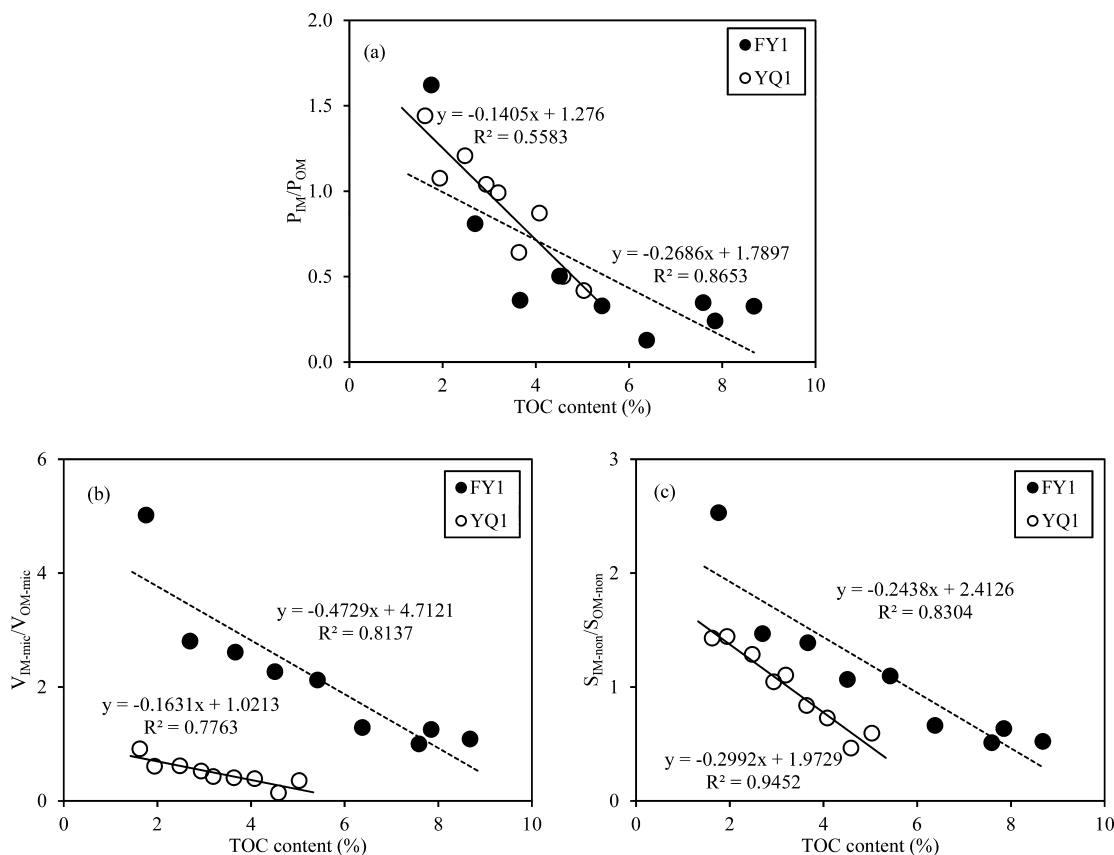 (a)
FY1
YQ1
y = -0.1405x + 1.276
R² = 0.5583
y = -0.2686x + 1.7897
R² = 0.8653
P_IM/P_OM
2.0
1.5
1.0
0.5
0.0
0 2 4 6 8 10
TOC content (%)
(b)
FY1
YQ1
y = -0.4729x + 4.7121
R² = 0.8137
y = -0.1631x + 1.0213
R² = 0.7763
V_IM-mic/V_OM-mic
6
4
2
0
0 2 4 6 8 10
TOC content (%)
(c)
FY1
YQ1
y = -0.2438x + 2.4126
R² = 0.8304
y = -0.2992x + 1.9729
R² = 0.9452
S_IM-non/S_OM-non
3
2
1
0
0 2 4 6 8 10
TOC content (%)